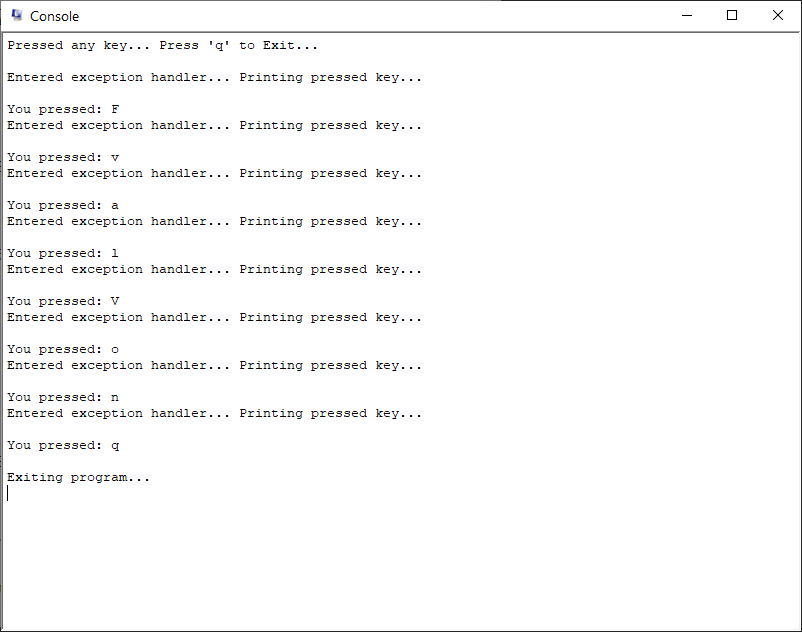 Console
Pressed any key... Press 'q' to Exit...
Entered exception handler... Printing pressed key...
You pressed: F
Entered exception handler... Printing pressed key...
You pressed: v
Entered exception handler... Printing pressed key...
You pressed: a
Entered exception handler... Printing pressed key...
You pressed: l
Entered exception handler... Printing pressed key...
You pressed: V
Entered exception handler... Printing pressed key...
You pressed: o
Entered exception handler... Printing pressed key...
You pressed: n
Entered exception handler... Printing pressed key...
You pressed: q
Exiting program...